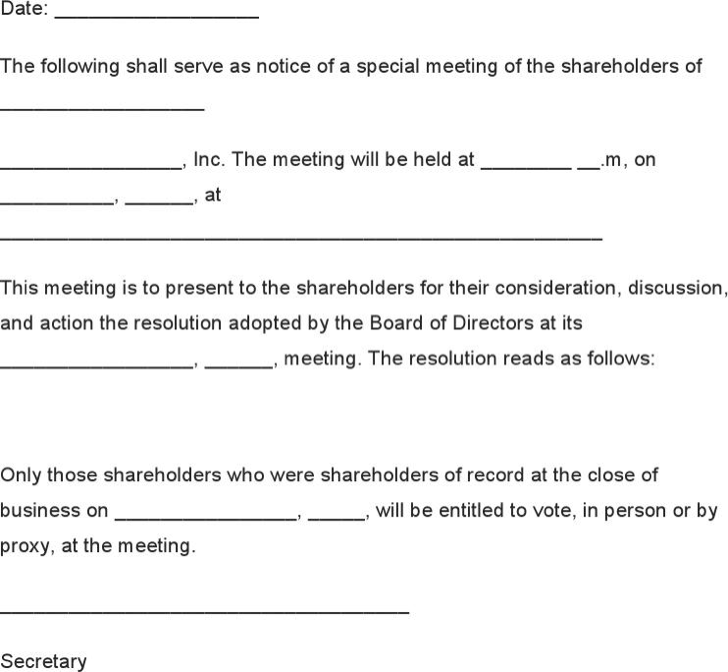 Date: __________________
The following shall serve as notice of a special meeting of the shareholders of
__________________
________________, Inc. The meeting will be held at ________ __.m, on
__________, ______, at
_____________________________________________________
This meeting is to present to the shareholders for their consideration, discussion,
and action the resolution adopted by the Board of Directors at its
_________________, ______, meeting. The resolution reads as follows:
Only those shareholders who were shareholders of record at the close of
business on ________________, _____, will be entitled to vote, in person or by
proxy, at the meeting.
____________________________________
Secretary